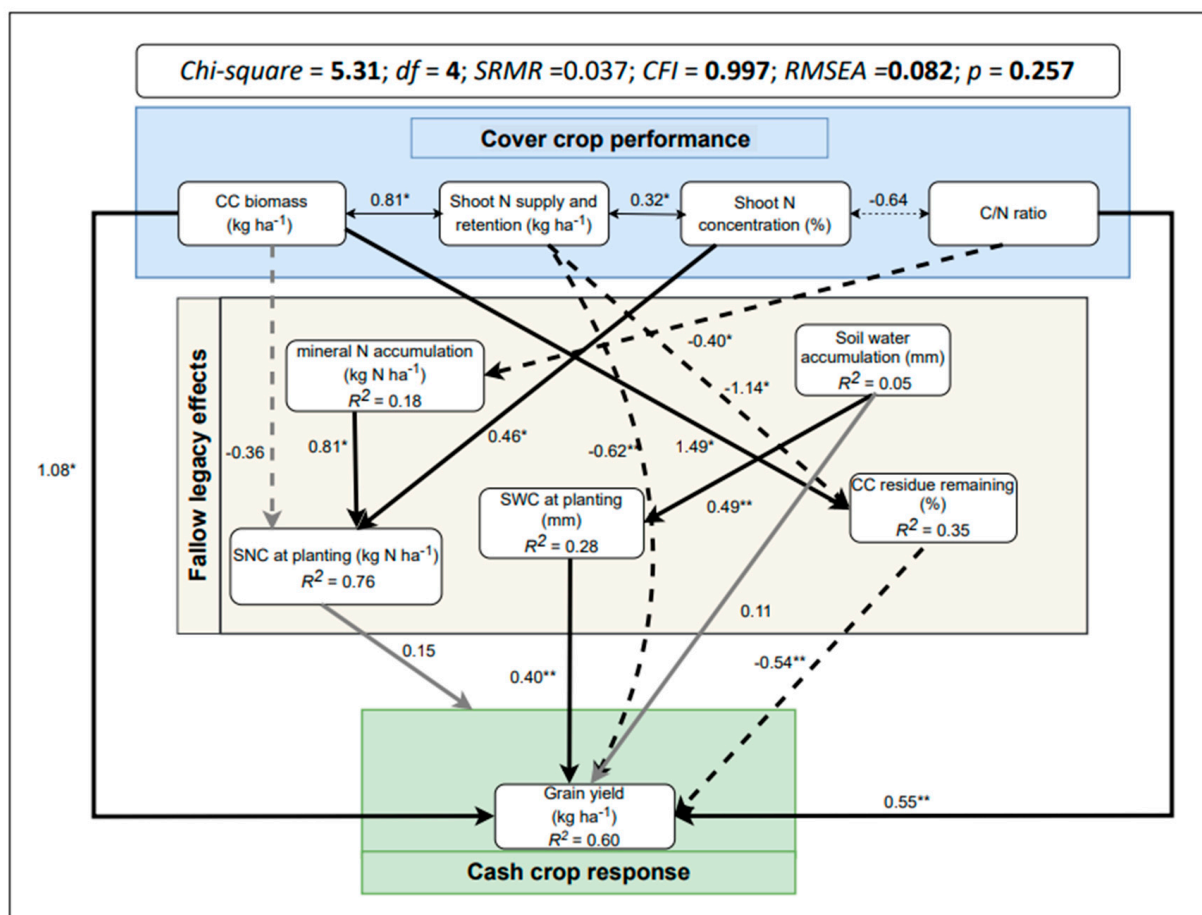 Chi-square = 5.31; df = 4; SRMR =0.037; CFI = 0.997; RMSEA =0.082; p = 0.257
Cover crop performance
CC biomass
(kg ha⁻¹)
0.81*
Shoot N supply and
retention (kg ha⁻¹)
0.32*
Shoot N
concentration (%)
-0.64
C/N ratio
Fallow legacy effects
mineral N accumulation
(kg N ha⁻¹)
R² = 0.18
-0.40*
Soil water
accumulation (mm)
R² = 0.05
-1.14*
1.08*
-0.36
0.81*
0.46*
-0.62**
1.49*
SWC at planting
(mm)
R² = 0.28
0.49**
CC residue remaining
(%)
R² = 0.35
SNC at planting (kg N ha⁻¹)
R² = 0.76
0.11
0.15
0.40**
-0.54**
Grain yield
(kg ha⁻¹)
R² = 0.60
0.55**
Cash crop response